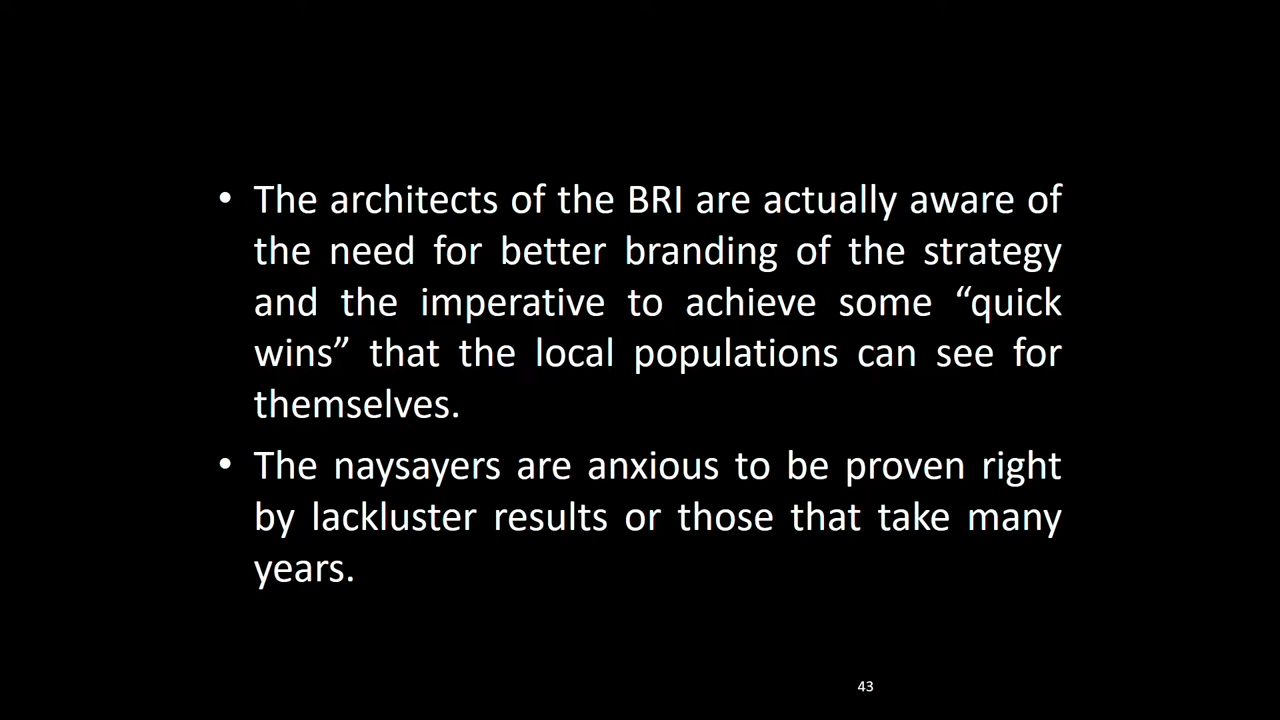 • The architects of the BRI are actually aware of
the need for better branding of the strategy
and the imperative to achieve some “quick
wins” that the local populations can see for
themselves.
• The naysayers are anxious to be proven right
by lackluster results or those that take many
years.
43